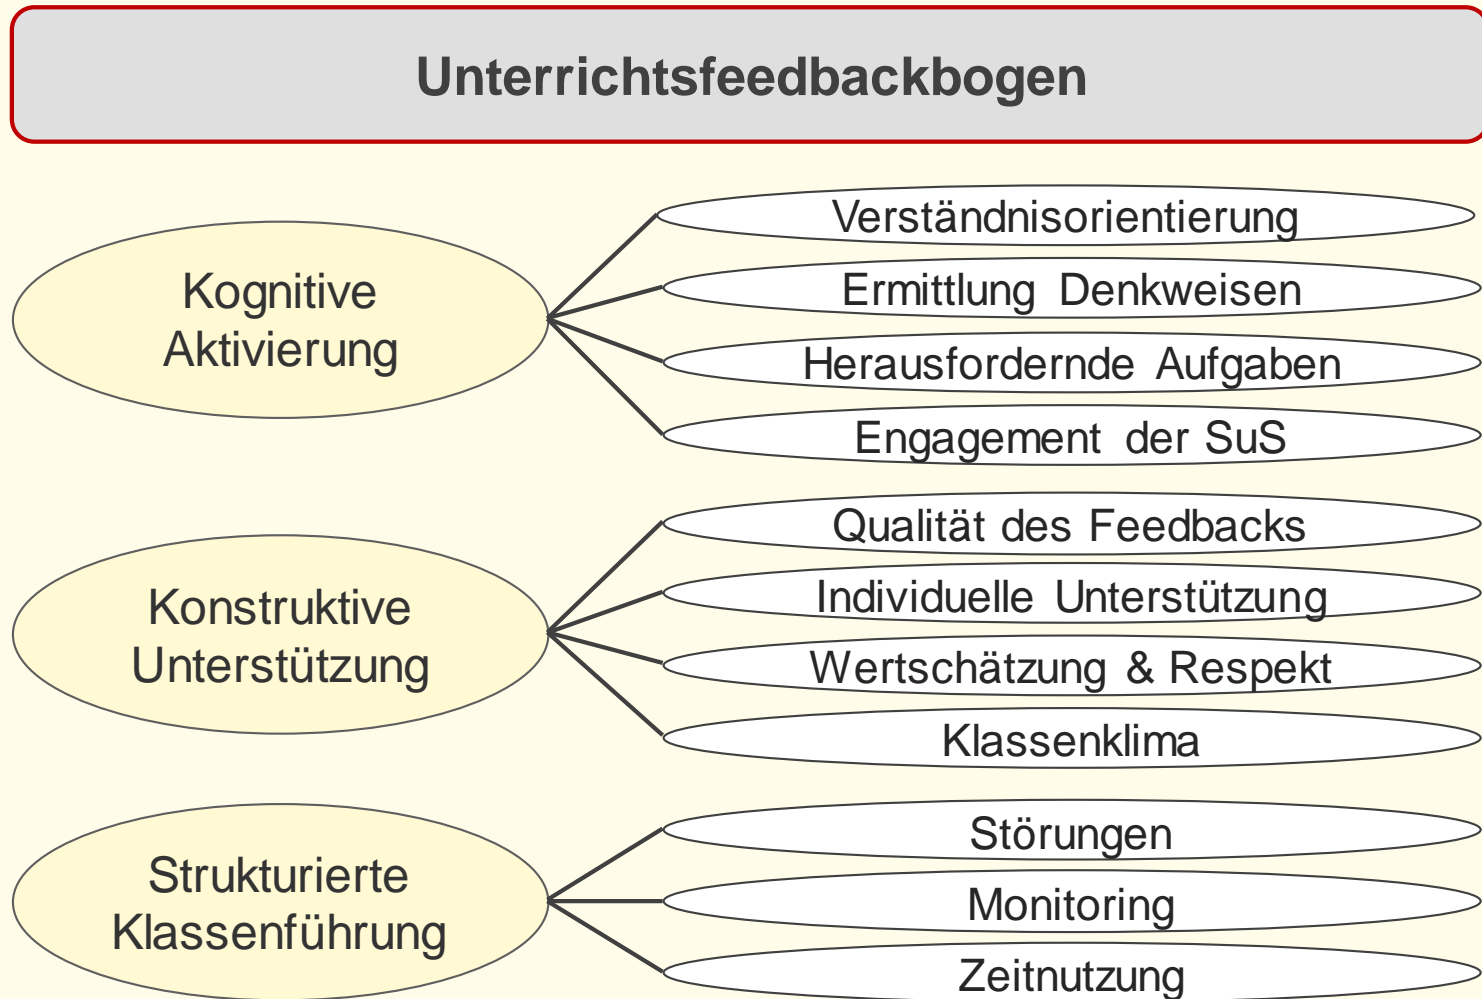 Unterrichtsfeedbackbogen
Kognitive
Aktivierung
Verständnisorientierung
Ermittlung Denkweisen
Herausfordernde Aufgaben
Engagement der SuS
Konstruktive
Unterstützung
Qualität des Feedbacks
Individuelle Unterstützung
Wertschätzung & Respekt
Klassenklima
Strukturierte
Klassenführung
Störungen
Monitoring
Zeitnutzung